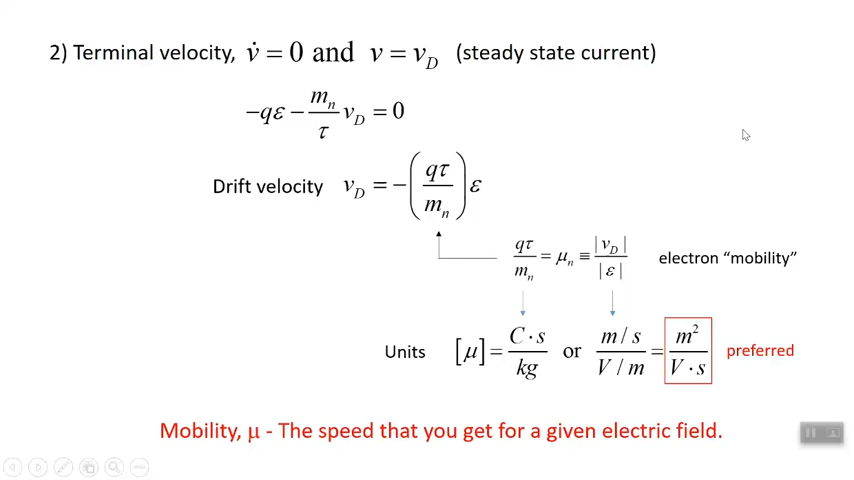 2) Terminal velocity, v̇ = 0 and v = v_D (steady state current)
−qε − (m_n / τ) v_D = 0
Drift velocity v_D = −(qτ / m_n) ε
qτ / m_n = μ_n ≡ |v_D| / |ε| electron “mobility”
Units [μ] = C·s / kg or (m/s) / (V/m) = m² / (V·s) preferred
Mobility, μ - The speed that you get for a given electric field.